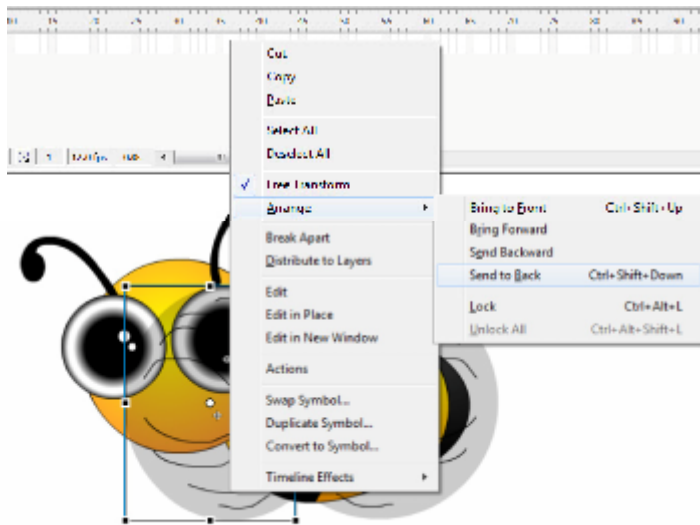 Cut
Copy
Paste
Select All
Deselect All
Free Transform
Arrange
Bring to Front Ctrl+Shift+Up
Bring Forward
Send Backward
Send to Back Ctrl+Shift+Down
Lock Ctrl+Alt+L
Unlock All Ctrl+Alt+Shift+L
Break Apart
Distribute to Layers
Edit
Edit in Place
Edit in New Window
Actions
Swap Symbol...
Duplicate Symbol...
Convert to Symbol...
Timeline Effects